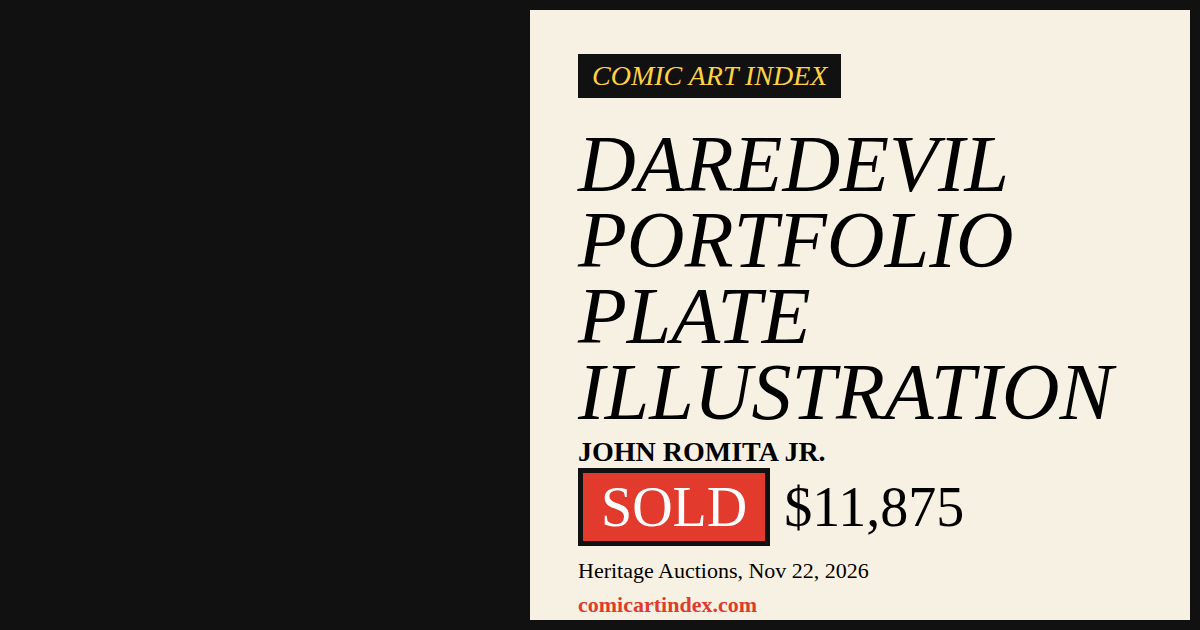 COMIC ART INDEX
DAREDEVIL
PORTFOLIO
PLATE
ILLUSTRATION
JOHN ROMITA JR.
SOLD $11,875
Heritage Auctions, Nov 22, 2026
comicartindex.com